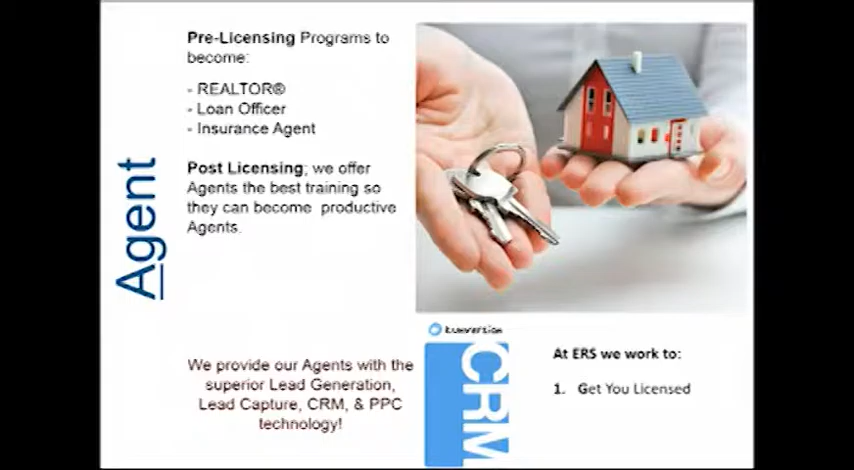 Agent
Pre-Licensing Programs to
become:
- REALTOR®
- Loan Officer
- Insurance Agent
Post Licensing; we offer
Agents the best training so
they can become productive
Agents.
We provide our Agents with the
superior Lead Generation,
Lead Capture, CRM, & PPC
technology!
kunversion
CRM
At ERS we work to:
1. Get You Licensed